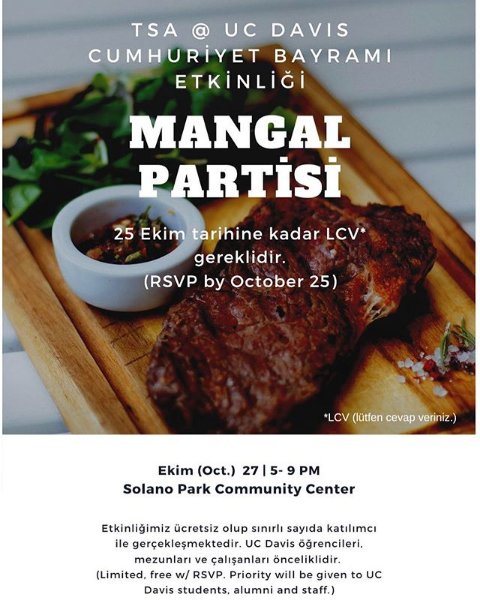 TSA @ UC DAVIS
CUMHURİYET BAYRAMI
ETKİNLİĞİ
MANGAL
PARTİSİ
25 Ekim tarihine kadar LCV*
gereklidir.
(RSVP by October 25)
*LCV (lütfen cevap veriniz.)
Ekim (Oct.) 27 | 5- 9 PM
Solano Park Community Center
Etkinliğimiz ücretsiz olup sınırlı sayıda katılımcı
ile gerçekleşmektedir. UC Davis öğrencileri,
mezunları ve çalışanları önceliklidir.
(Limited, free w/ RSVP. Priority will be given to UC
Davis students, alumni and staff.)